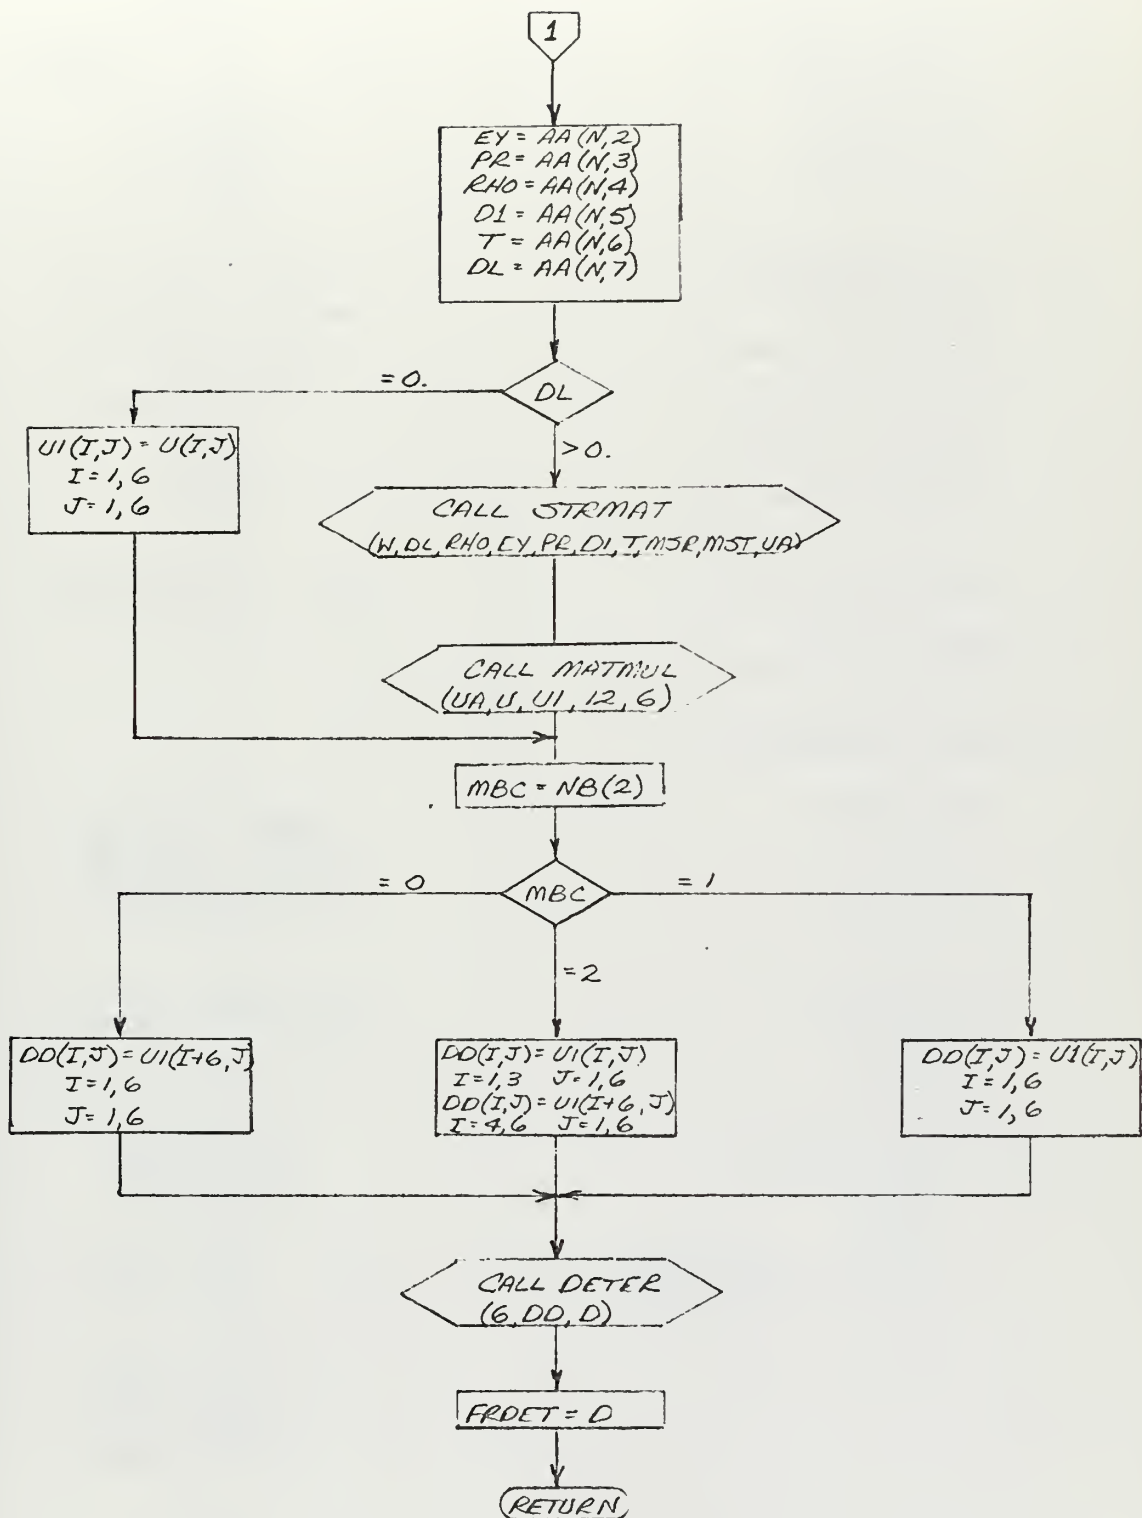 1
EY = AA(N,2)
PR = AA(N,3)
RHO = AA(N,4)
D1 = AA(N,5)
T = AA(N,6)
DL = AA(N,7)
= 0.
DL
> 0.
U1(I,J) = U(I,J)
I = 1,6
J = 1,6
CALL STRMAT
(W, DL, RHO, EY, PR, D1, T, MSR, MST, UA)
CALL MATMUL
(UA, U, U1, 12, 6)
MBC = NB(2)
= 0
MBC
= 1
= 2
DD(I,J) = U1(I+6,J)
I = 1,6
J = 1,6
DD(I,J) = U1(I,J)
I = 1,3 J = 1,6
DD(I,J) = U1(I+6,J)
I = 4,6 J = 1,6
DD(I,J) = U1(I,J)
I = 1,6
J = 1,6
CALL DETER
(6, DD, D)
FRDET = D
RETURN